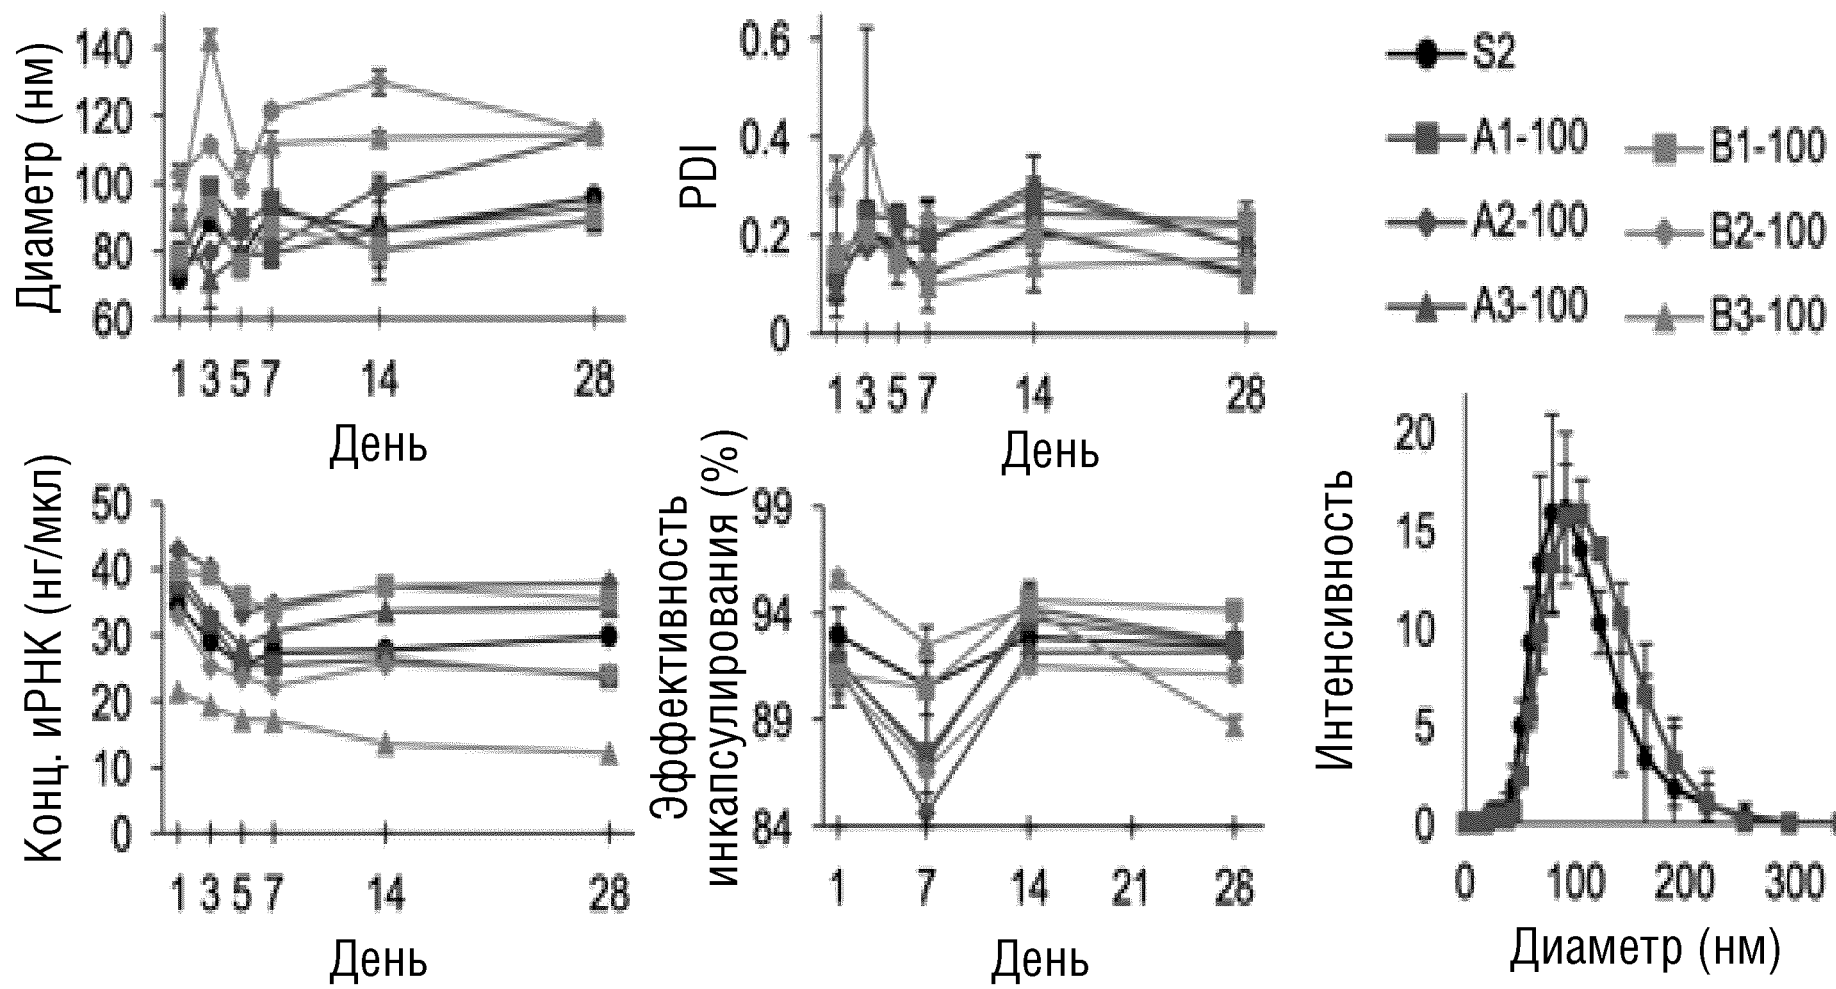 Диаметр (нм)
140
120
100
80
60
1 3 5 7 14 28
День
PDI
0.6
0.4
0.2
0
1 3 5 7 14 28
День
S2
A1-100
A2-100
A3-100
B1-100
B2-100
B3-100
Конц. иРНК (нг/мкл)
50
40
30
20
10
0
1 3 5 7 14 28
День
Эффективность
инкапсулирования (%)
99
94
89
84
1 7 14 21 28
День
Интенсивность
20
15
10
5
0
0 100 200 300
Диаметр (нм)